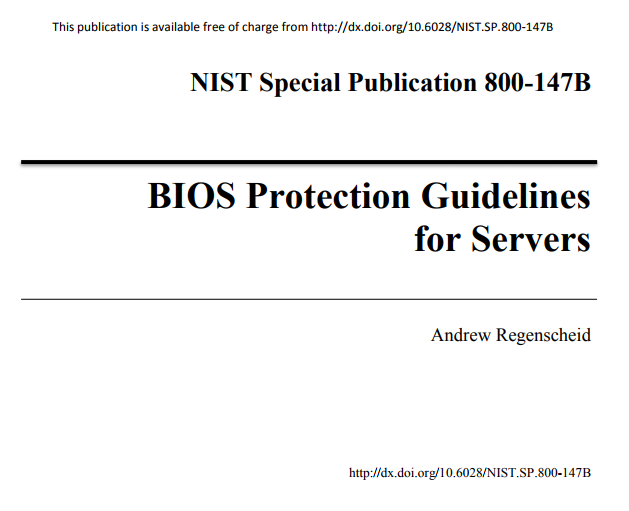 This publication is available free of charge from http://dx.doi.org/10.6028/NIST.SP.800-147B
NIST Special Publication 800-147B
BIOS Protection Guidelines
for Servers
Andrew Regenscheid
http://dx.doi.org/10.6028/NIST.SP.800-147B